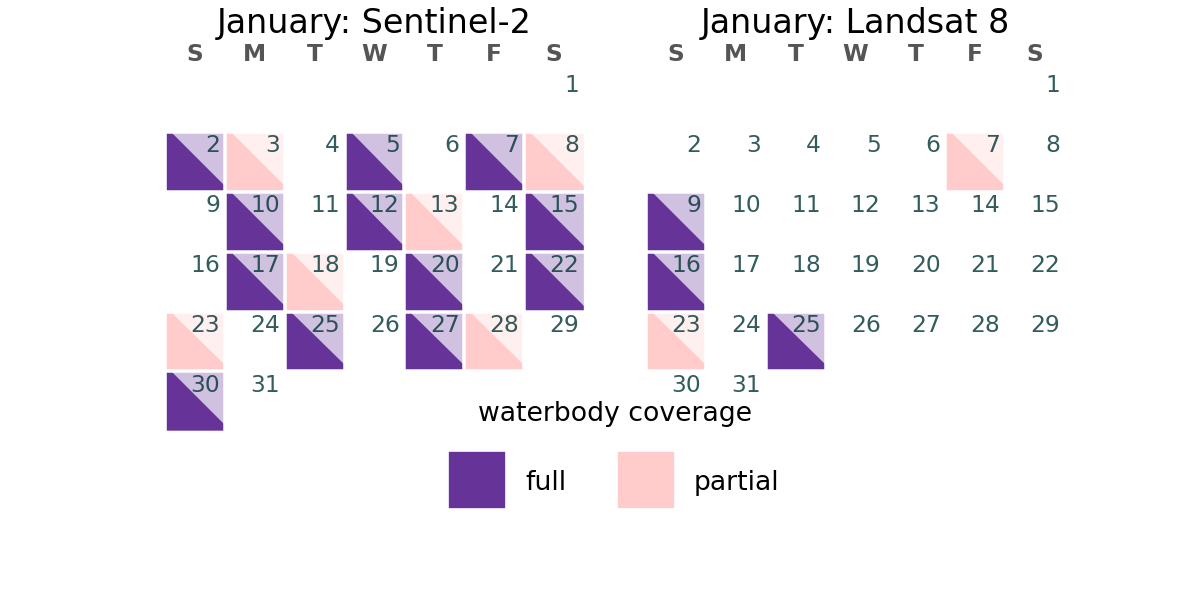 January: Sentinel-2
S M T W T F S
1
2 3 4 5 6 7 8
9 10 11 12 13 14 15
16 17 18 19 20 21 22
23 24 25 26 27 28 29
30 31
January: Landsat 8
S M T W T F S
1
2 3 4 5 6 7 8
9 10 11 12 13 14 15
16 17 18 19 20 21 22
23 24 25 26 27 28 29
30 31
waterbody coverage
full partial